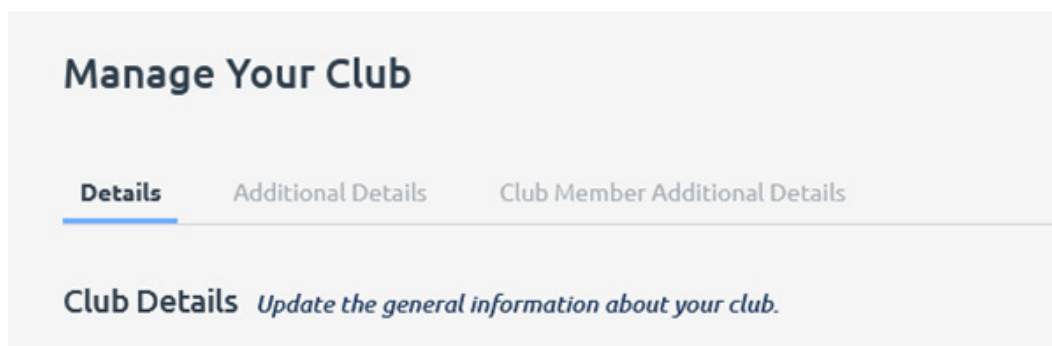 Manage Your Club
Details Additional Details Club Member Additional Details
Club Details Update the general information about your club.